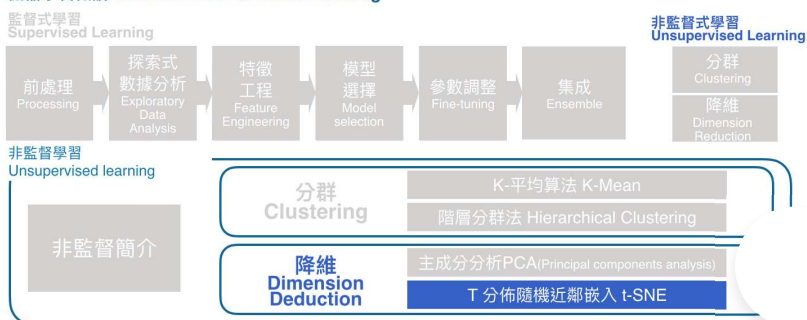 監督式學習
Supervised Learning
非監督式學習
Unsupervised Learning
前處理
Processing
探索式
數據分析
Exploratory
Data
Analysis
特徵
工程
Feature
Engineering
模型
選擇
Model
selection
參數調整
Fine-tuning
集成
Ensemble
分群
Clustering
降維
Dimension
Reduction
非監督學習
Unsupervised learning
非監督簡介
分群
Clustering
K-平均算法 K-Mean
階層分群法 Hierarchical Clustering
降維
Dimension
Deduction
主成分分析PCA(Principal components analysis)
T 分佈隨機近鄰嵌入 t-SNE